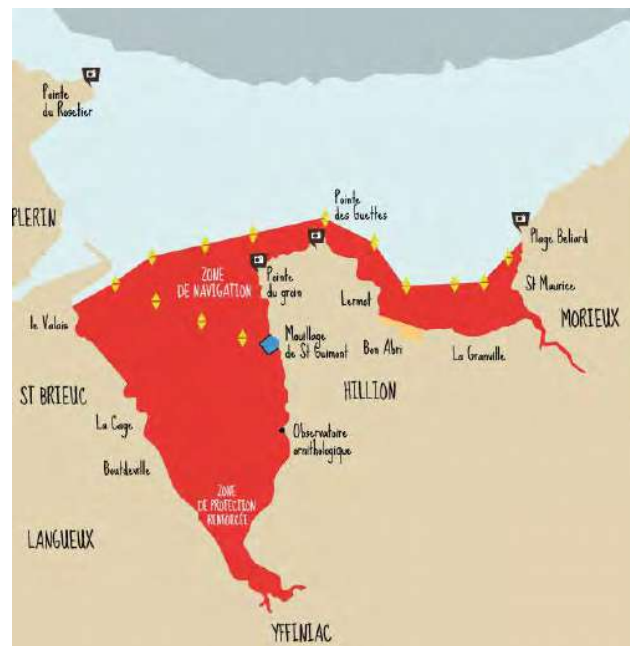 Pointe
du Roselier
PLERIN
Pointe
des Guettes
Plage Beliard
ZONE
DE NAVIGATION
Pointe
du groin
St Maurice
Lermot
MORIEUX
le Valais
Mouillage
de St Guimont
Bon Abri
La Granville
ST BRIEUC
HILLION
La Cage
Observatoire
ornithologique
Boutdeville
ZONE
DE PROTECTION
RENFORCÉE
LANGUEUX
YFFINIAC